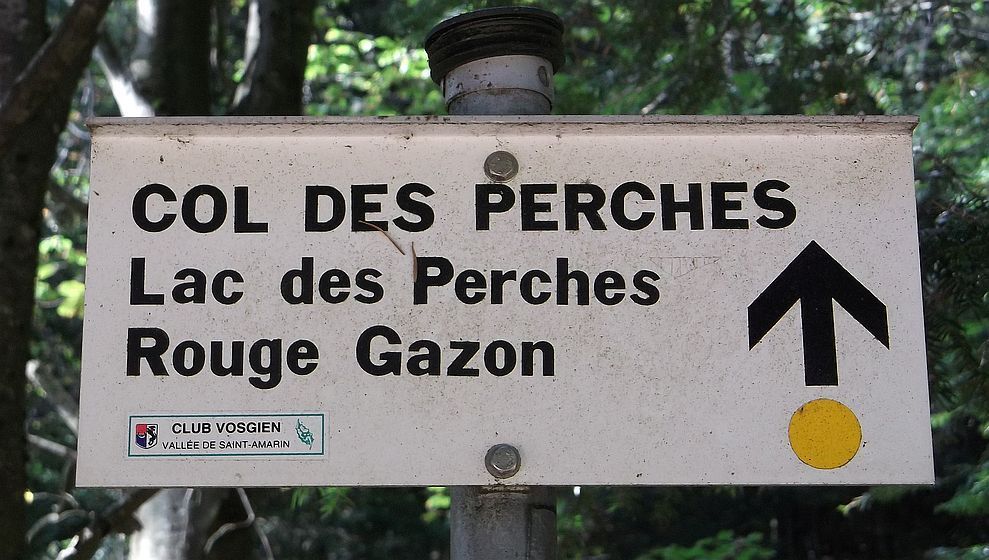 COL DES PERCHES
Lac des Perches
Rouge Gazon
CLUB VOSGIEN
VALLÉE DE SAINT-AMARIN